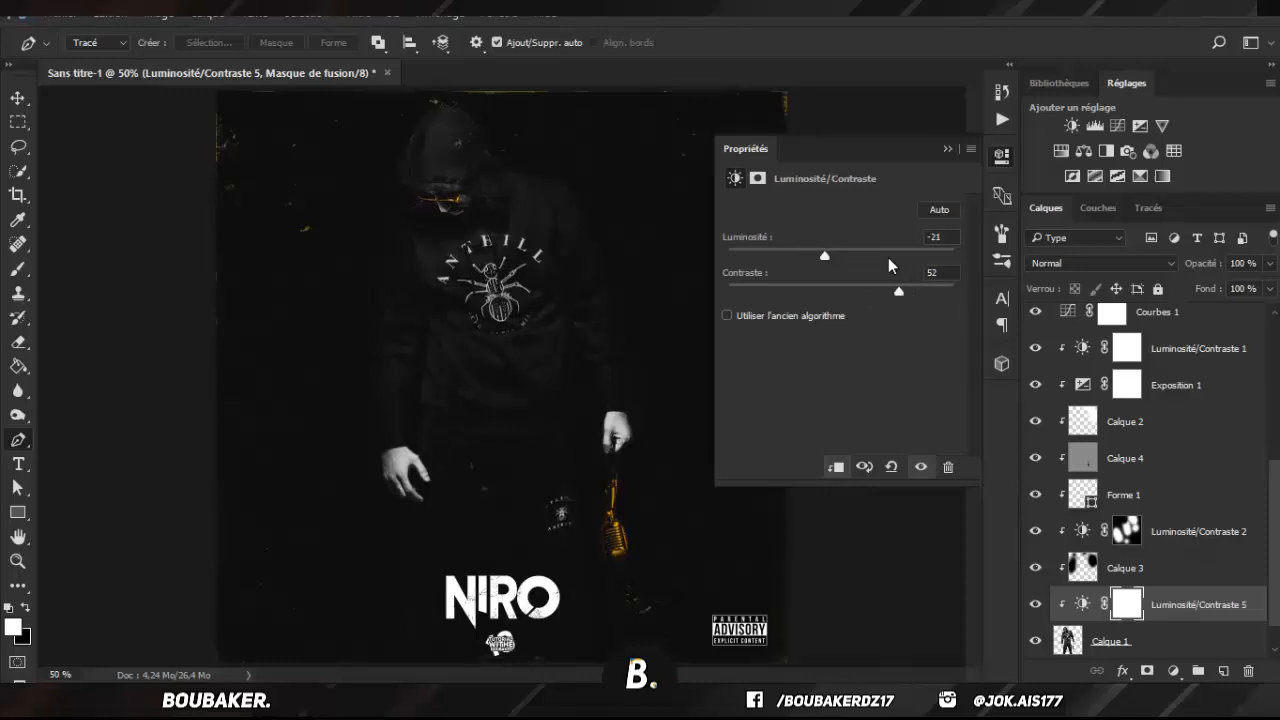 Tracé
Créer :
Sélection...
Masque
Forme
Ajout/Suppr. auto
Align. bords
Sans titre-1 @ 50% (Luminosité/Contraste 5, Masque de fusion/8) *
Bibliothèques
Réglages
Ajouter un réglage
Propriétés
Luminosité/Contraste
Auto
Luminosité :
-21
Contraste :
52
Utiliser l'ancien algorithme
Calques
Couches
Tracés
Type
Normal
Opacité :
100 %
Verrou :
Fond :
100 %
Courbes 1
Luminosité/Contraste 1
Exposition 1
Calque 2
Calque 4
Forme 1
Luminosité/Contraste 2
Calque 3
Luminosité/Contraste 5
Calque 1
ANTHILL
NIRO
PARENTAL
ADVISORY
EXPLICIT CONTENT
50 %
Doc : 4,24 Mo/26,4 Mo
B.
BOUBAKER.
/BOUBAKERDZ17
@JOK.AIS177